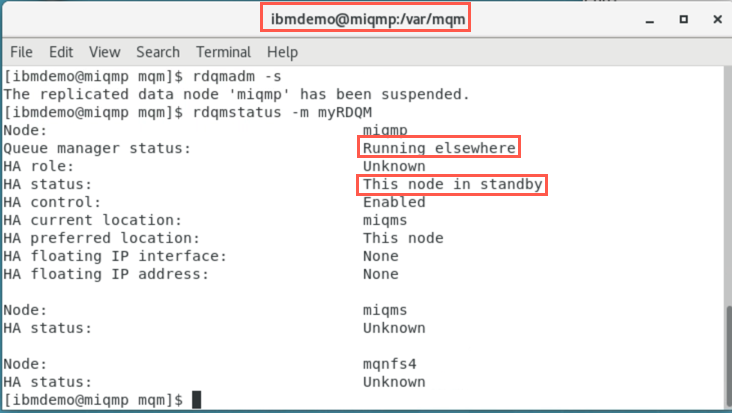 ibmdemo@miqmp:/var/mqm
File Edit View Search Terminal Help
[ibmdemo@miqmp mqm]$ rdqmadm -s
The replicated data node 'miqmp' has been suspended.
[ibmdemo@miqmp mqm]$ rdqmstatus -m myRDQM
Node: miqmp
Queue manager status: Running elsewhere
HA role: Unknown
HA status: This node in standby
HA control: Enabled
HA current location: miqms
HA preferred location: This node
HA floating IP interface: None
HA floating IP address: None
Node: miqms
HA status: Unknown
Node: mqnfs4
HA status: Unknown
[ibmdemo@miqmp mqm]$